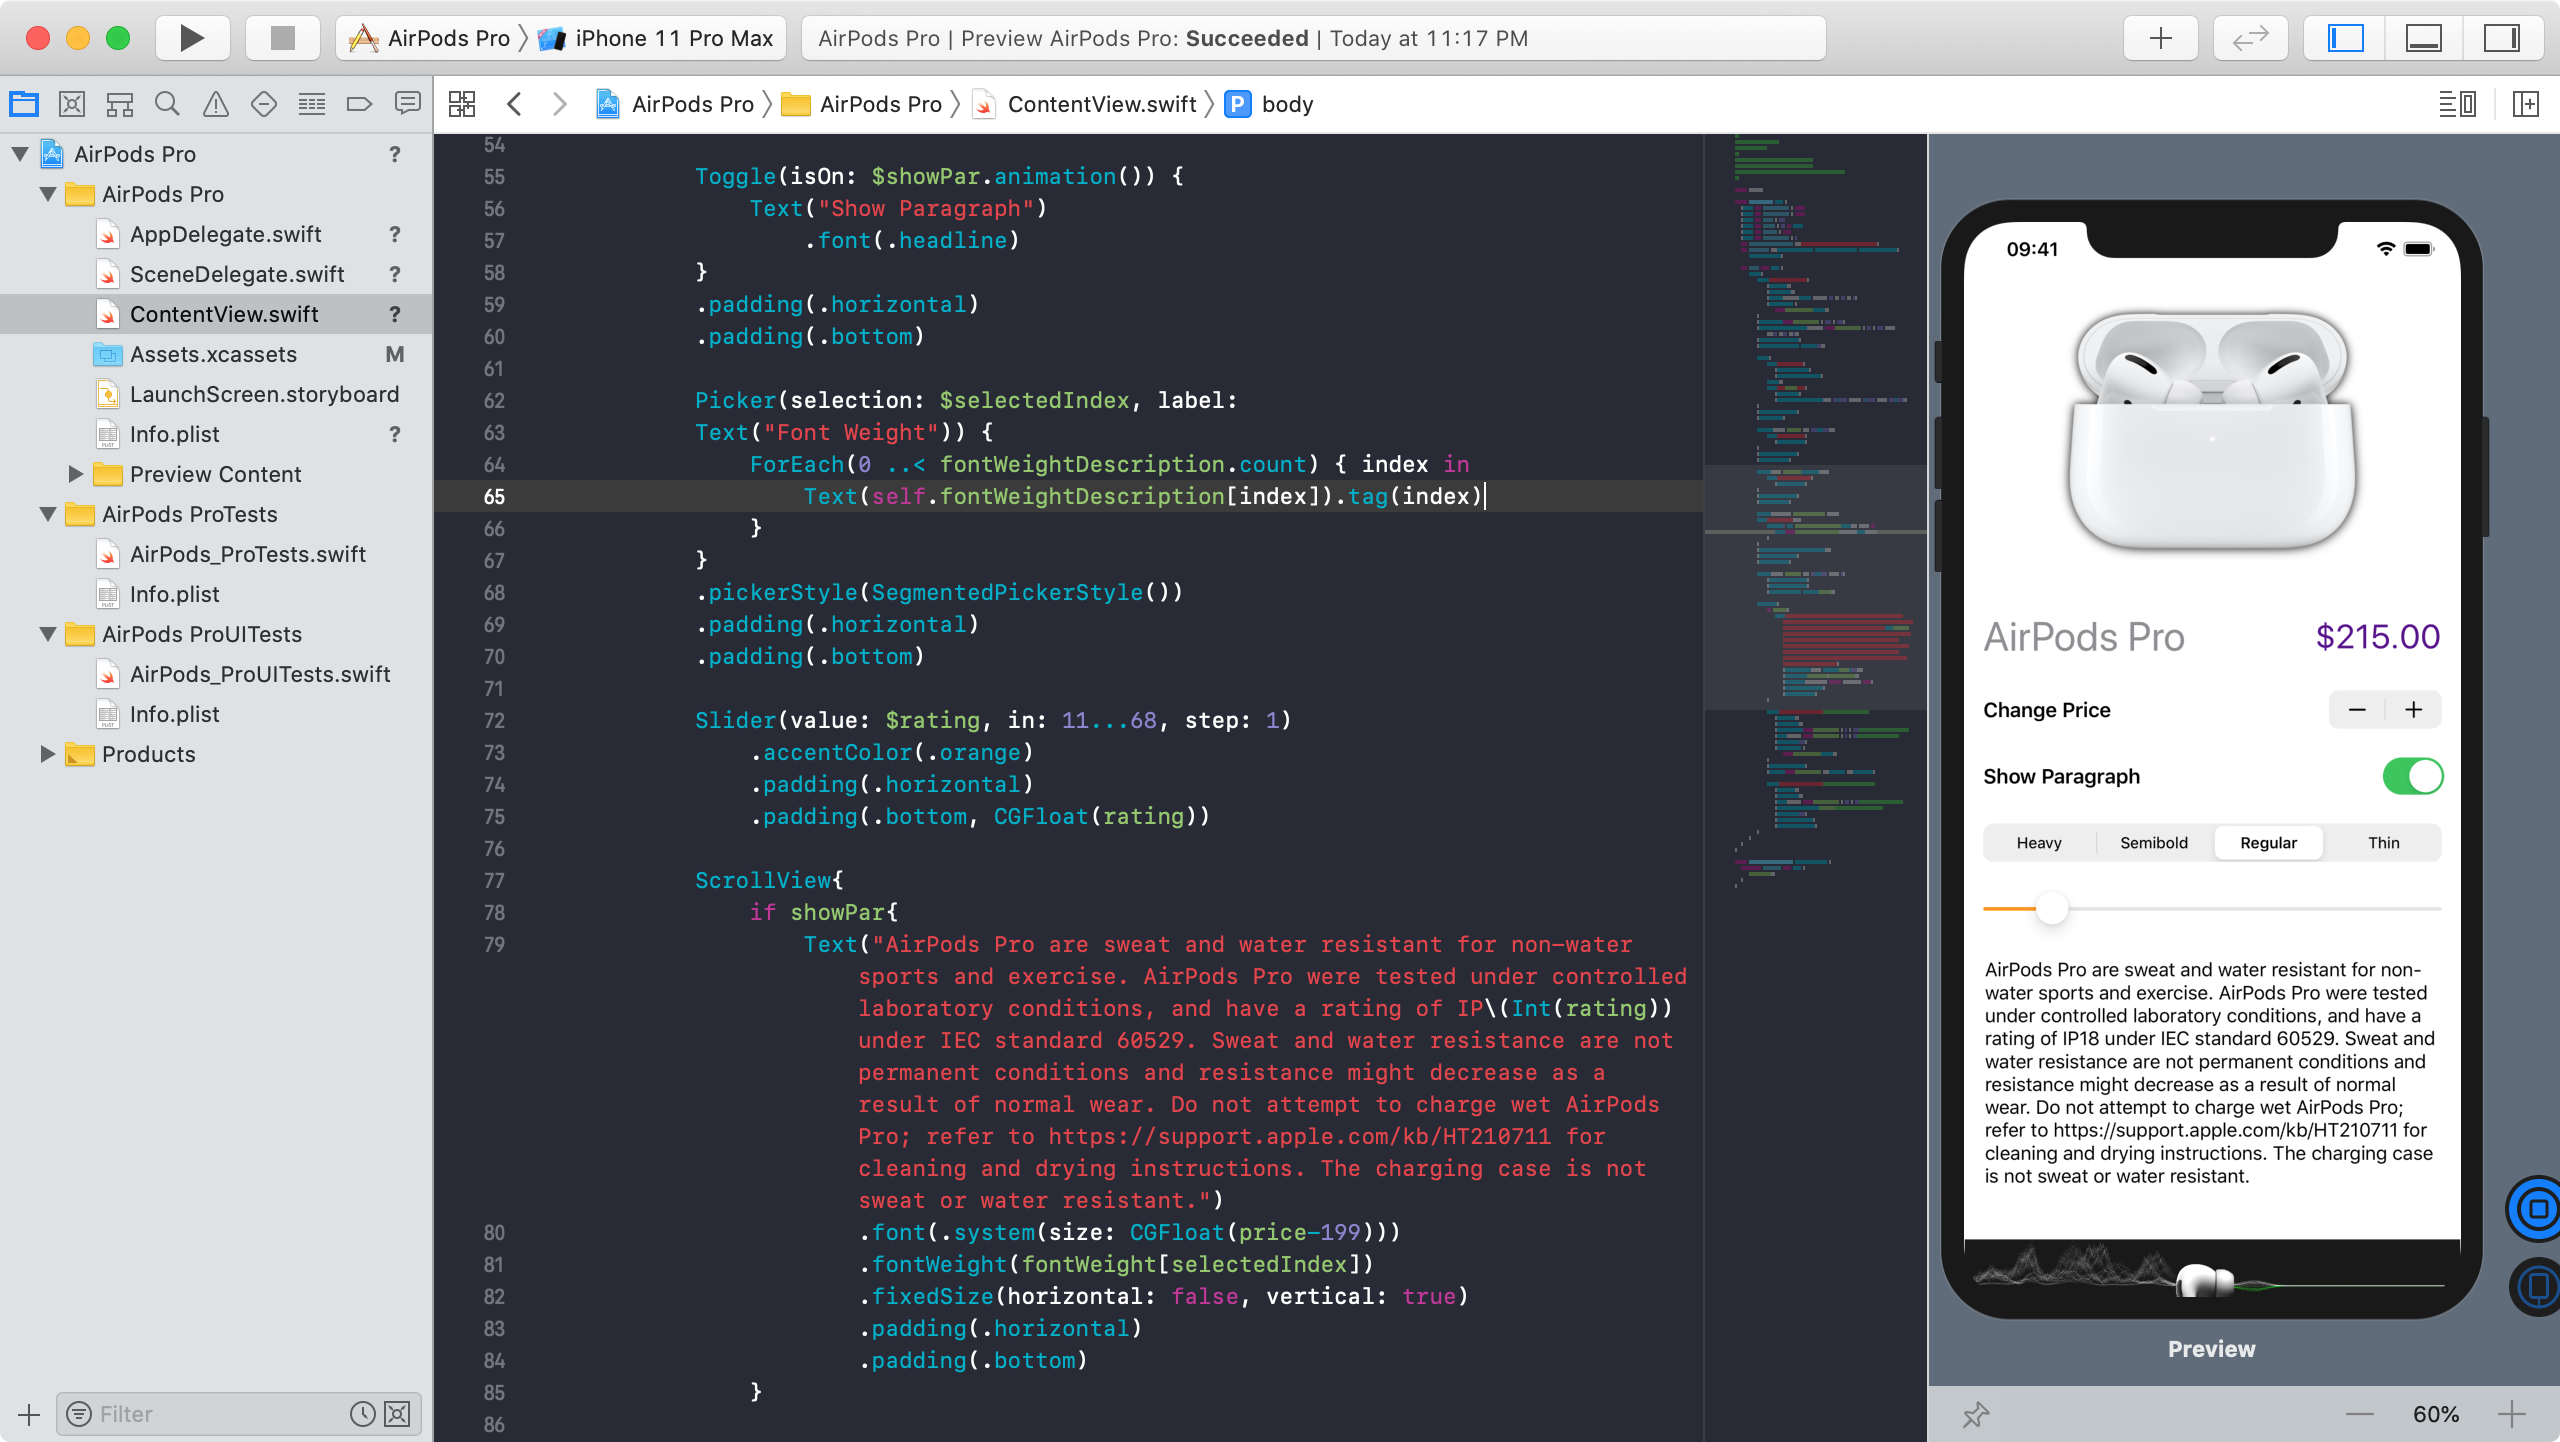 AirPods Pro 〉 iPhone 11 Pro Max
AirPods Pro | Preview AirPods Pro: Succeeded | Today at 11:17 PM
AirPods Pro 〉 AirPods Pro 〉 ContentView.swift 〉 P body
AirPods Pro ?
AirPods Pro
AppDelegate.swift ?
SceneDelegate.swift ?
ContentView.swift ?
Assets.xcassets M
LaunchScreen.storyboard
Info.plist ?
Preview Content
AirPods ProTests
AirPods_ProTests.swift
Info.plist
AirPods ProUITests
AirPods_ProUITests.swift
Info.plist
Products
Filter
54
55 Toggle(isOn: $showPar.animation()) {
56 Text("Show Paragraph")
57 .font(.headline)
58 }
59 .padding(.horizontal)
60 .padding(.bottom)
61
62 Picker(selection: $selectedIndex, label:
63 Text("Font Weight")) {
64 ForEach(0 ..< fontWeightDescription.count) { index in
65 Text(self.fontWeightDescription[index]).tag(index)
66 }
67 }
68 .pickerStyle(SegmentedPickerStyle())
69 .padding(.horizontal)
70 .padding(.bottom)
71
72 Slider(value: $rating, in: 11...68, step: 1)
73 .accentColor(.orange)
74 .padding(.horizontal)
75 .padding(.bottom, CGFloat(rating))
76
77 ScrollView{
78 if showPar{
79 Text("AirPods Pro are sweat and water resistant for non-water
sports and exercise. AirPods Pro were tested under controlled
laboratory conditions, and have a rating of IP\(Int(rating))
under IEC standard 60529. Sweat and water resistance are not
permanent conditions and resistance might decrease as a
result of normal wear. Do not attempt to charge wet AirPods
Pro; refer to https://support.apple.com/kb/HT210711 for
cleaning and drying instructions. The charging case is not
sweat or water resistant.")
80 .font(.system(size: CGFloat(price-199)))
81 .fontWeight(fontWeight[selectedIndex])
82 .fixedSize(horizontal: false, vertical: true)
83 .padding(.horizontal)
84 .padding(.bottom)
85 }
86
09:41
AirPods Pro $215.00
Change Price − +
Show Paragraph
Heavy Semibold Regular Thin
AirPods Pro are sweat and water resistant for non-
water sports and exercise. AirPods Pro were tested
under controlled laboratory conditions, and have a
rating of IP18 under IEC standard 60529. Sweat and
water resistance are not permanent conditions and
resistance might decrease as a result of normal
wear. Do not attempt to charge wet AirPods Pro;
refer to https://support.apple.com/kb/HT210711 for
cleaning and drying instructions. The charging case
is not sweat or water resistant.
Preview
60%